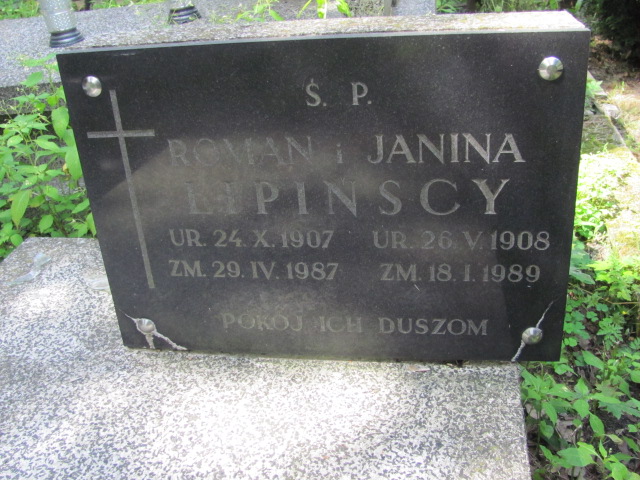 Ś. P.
ROMAN i JANINA
LIPIŃSCY
UR. 24.X.1907 UR. 26.V.1908
ZM. 29.IV.1987 ZM. 18.I.1989
POKÓJ ICH DUSZOM